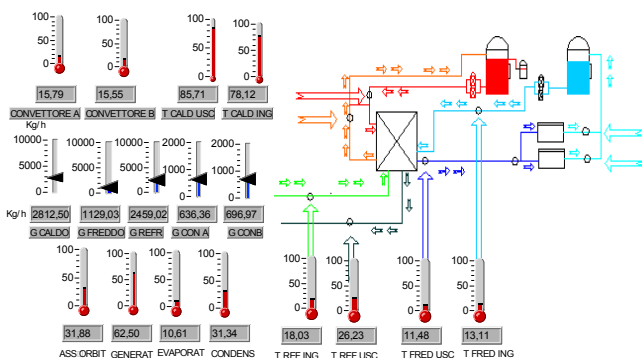 100 100 100 100
50 50 50 50
0 0 0 0
15,79 15,55 85,71 78,12
CONVETTORE A CONVETTORE B T CALD USC T CALD ING
Kg/h
10000 10000 10000 2000 2000
5000 5000 5000 1000 1000
0 0 0 0 0
Kg/h 2812,50 1129,03 2459,02 636,36 696,97
G CALDO G FREDDO G REFR G CON A G CONB
100 100 100 100 100 100 100 100
50 50 50 50 50 50 50 50
0 0 0 0 0 0 0 0
31,88 62,50 10,61 31,34 18,03 26,23 11,48 13,11
ASSORBIT GENERAT EVAPORAT CONDENS T REF ING T REF USC T FRED USC T FRED ING